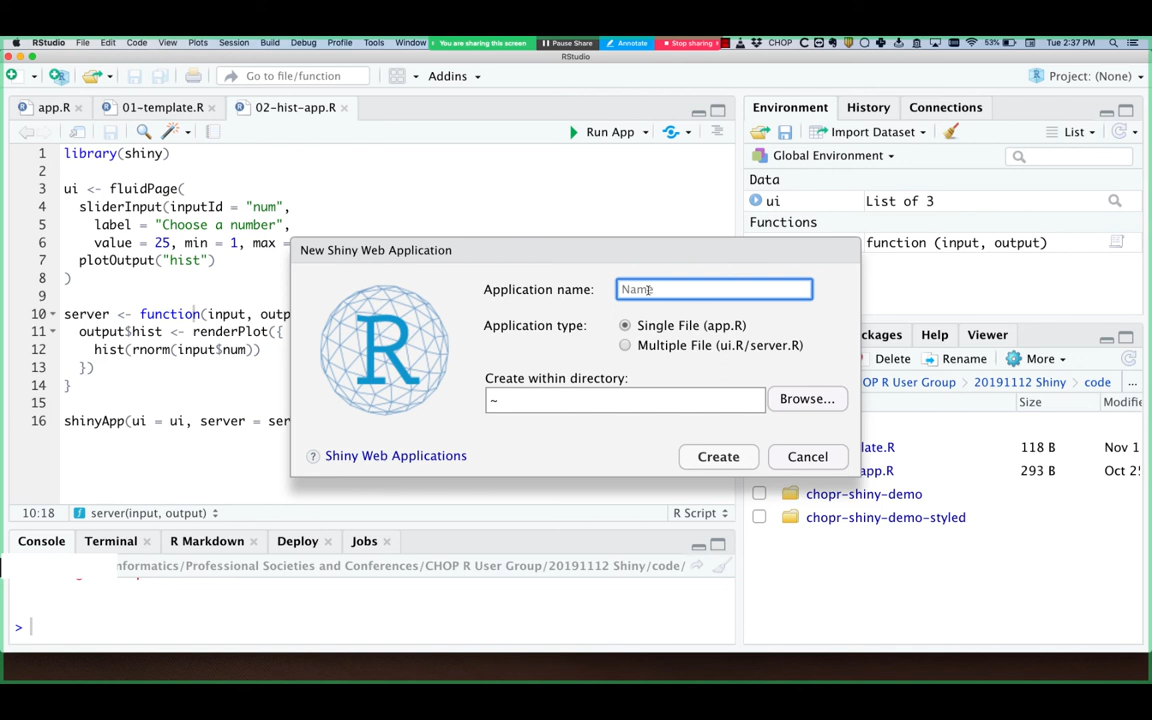 RStudio File Edit Code View Plots Session Build Debug Profile Tools Window You are sharing this screen Pause Share Annotate Stop sharing CHOP 53% Tue 2:37 PM
RStudio
Go to file/function Addins Project: (None)
app.R 01-template.R 02-hist-app.R
Run App
1 library(shiny)
2
3 ui <- fluidPage(
4 sliderInput(inputId = "num",
5 label = "Choose a number",
6 value = 25, min = 1, max =
7 plotOutput("hist")
8 )
9
10 server <- function(input, outp
11 output$hist <- renderPlot({
12 hist(rnorm(input$num))
13 })
14 }
15
16 shinyApp(ui = ui, server = ser
10:18 server(input, output) R Script
Console Terminal R Markdown Deploy Jobs
nformatics/Professional Societies and Conferences/CHOP R User Group/20191112 Shiny/code/
>
New Shiny Web Application
Application name: Name
Application type: Single File (app.R)
Multiple File (ui.R/server.R)
Create within directory:
~ Browse...
R
? Shiny Web Applications Create Cancel
Environment History Connections
Import Dataset List
Global Environment
Data
ui List of 3
Functions
function (input, output)
ackages Help Viewer
Delete Rename More
HOP R User Group 20191112 Shiny code ...
Size Modifie
late.R 118 B Nov 1
app.R 293 B Oct 25
chopr-shiny-demo
chopr-shiny-demo-styled